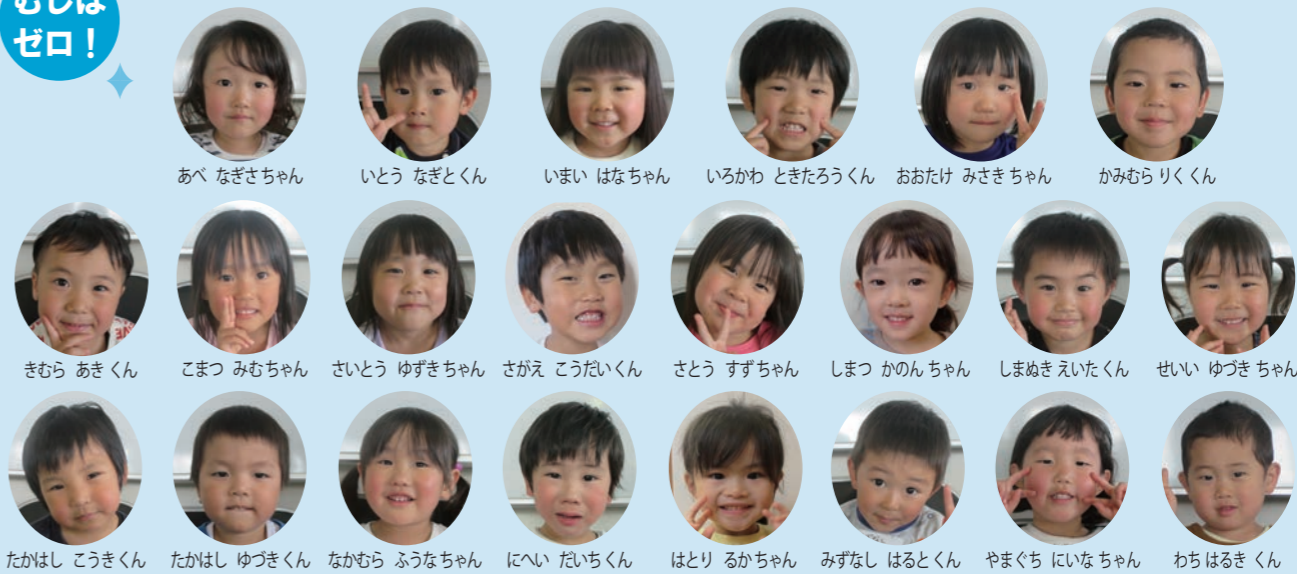 むしば
ゼロ！
あべ なぎさちゃん
いとう なぎとくん
いまい はなちゃん
いろかわ ときたろうくん
おおたけ みさきちゃん
かみむら りくくん
きむら あきくん
こまつ みむちゃん
さいとう ゆずきちゃん
さがえ こうだいくん
さとう すずちゃん
しまつ かのんちゃん
しまぬき えいたくん
せいい ゆづきちゃん
たかはし こうきくん
たかはし ゆづきくん
なかむら ふうなちゃん
にへい だいちくん
はとり るかちゃん
みずなし はるとくん
やまぐち にいなちゃん
わち はるきくん